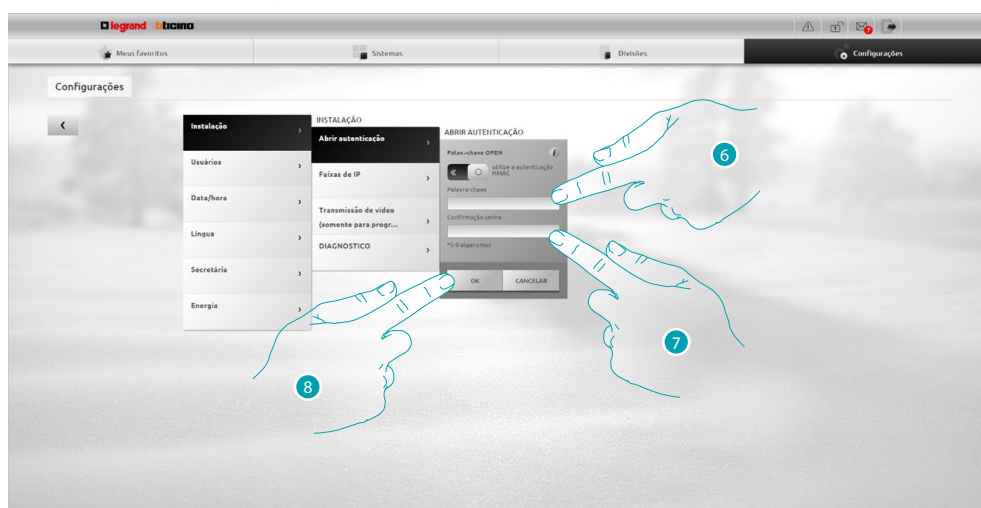 legrand bticino
7
Meus favoritos
Sistemas
Divisões
Configurações
Configurações
Instalação
Usuários
Data/hora
Língua
Secretária
Energia
INSTALAÇÃO
Abrir autenticação
Faixas de IP
Transmissão de video
(somente para progr...
DIAGNOSTICO
ABRIR AUTENTICAÇÃO
Palavra-chave OPEN
utilize a autenticação
HMAC
Palavra-chave
Confirmação senha
*5-9 algarismos
OK
CANCELAR
6
7
8